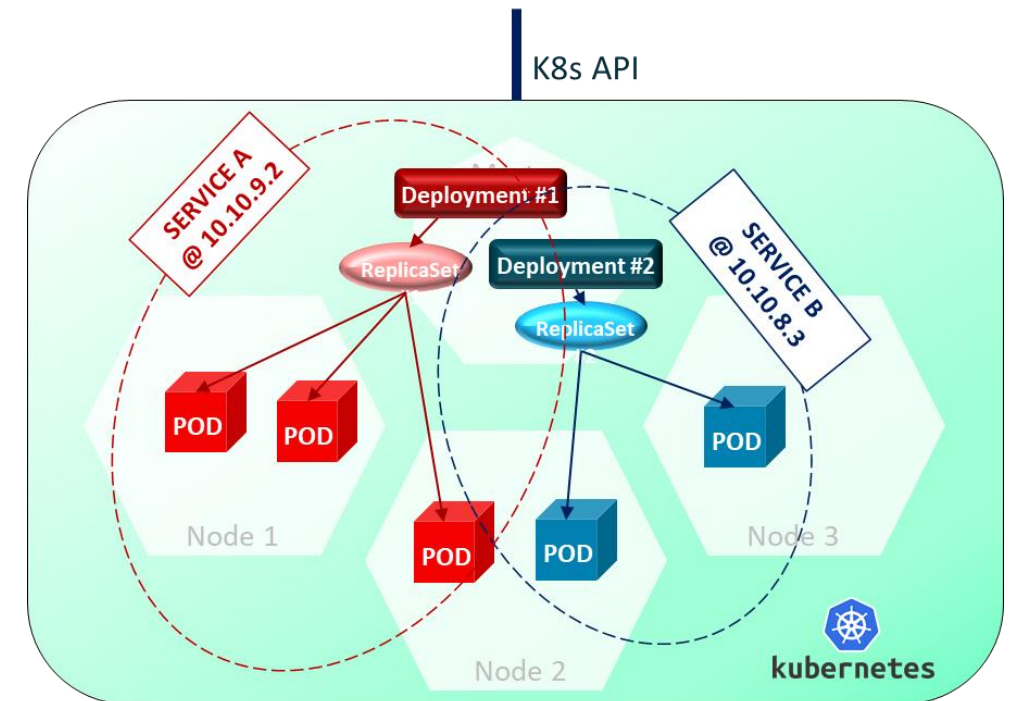 K8s API
SERVICE A
@ 10.10.9.2
Deployment #1
ReplicaSet
Deployment #2
ReplicaSet
SERVICE B
@ 10.10.8.3
POD
POD
POD
POD
POD
Node 1
Node 3
Node 2
kubernetes